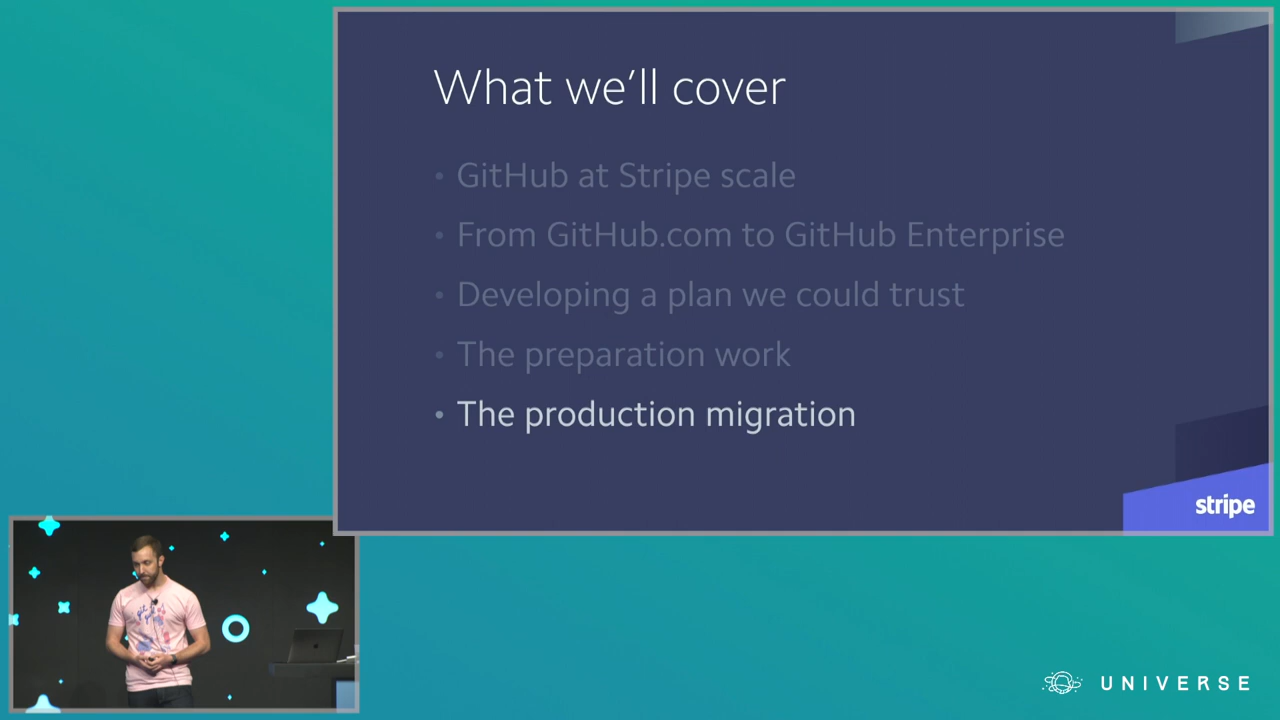 What we'll cover
• GitHub at Stripe scale
• From GitHub.com to GitHub Enterprise
• Developing a plan we could trust
• The preparation work
• The production migration
stripe
UNIVERSE